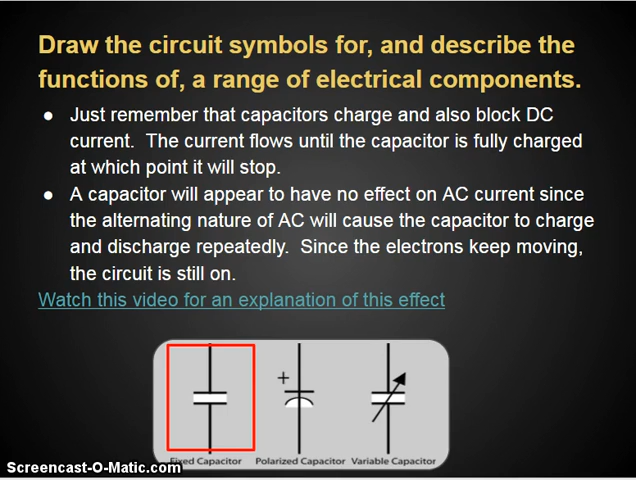 Draw the circuit symbols for, and describe the
functions of, a range of electrical components.
● Just remember that capacitors charge and also block DC
current.  The current flows until the capacitor is fully charged
at which point it will stop.
● A capacitor will appear to have no effect on AC current since
the alternating nature of AC will cause the capacitor to charge
and discharge repeatedly.  Since the electrons keep moving,
the circuit is still on.
Watch this video for an explanation of this effect
+
Fixed Capacitor Polarized Capacitor Variable Capacitor
Screencast-O-Matic.com